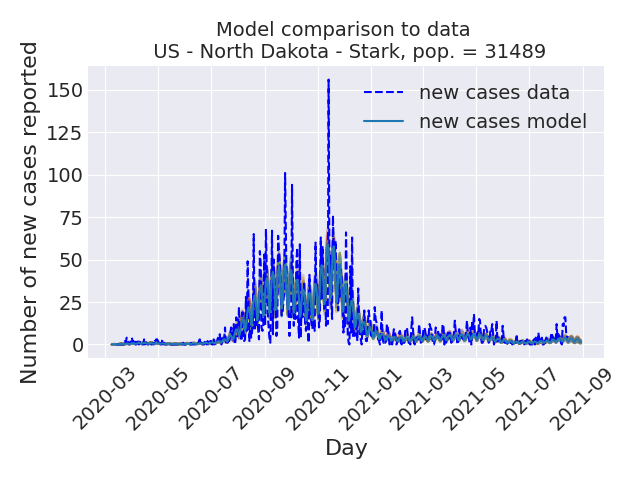 Model comparison to data
US - North Dakota - Stark, pop. = 31489
Number of new cases reported
150
125
100
75
50
25
0
new cases data
new cases model
2020-03
2020-05
2020-07
2020-09
2020-11
2021-01
2021-03
2021-05
2021-07
2021-09
Day